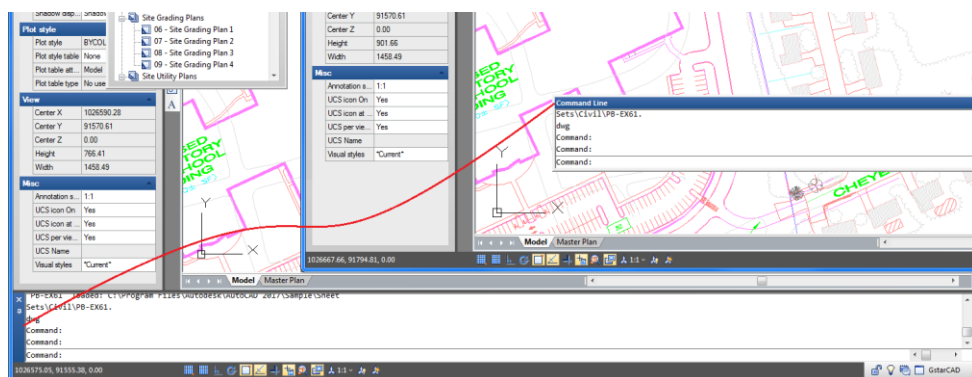 Shadow disp... Shadov
Plot style
Plot style BYCOL
Plot style table None
Plot table att... Model
Plot table type No use
View
Center X 1026590.28
Center Y 91570.61
Center Z 0.00
Height 766.41
Width 1458.49
Misc
Annotation s... 1:1
UCS icon On Yes
UCS icon at ... Yes
UCS per vie... Yes
UCS Name
Visual styles "Current"
Site Grading Plans
06 - Site Grading Plan 1
07 - Site Grading Plan 2
08 - Site Grading Plan 3
09 - Site Grading Plan 4
Site Utility Plans
A
Y
X
Model Master Plan
Center Y 91570.61
Center Z 0.00
Height 901.66
Width 1458.49
Misc
Annotation s... 1:1
UCS icon On Yes
UCS icon at ... Yes
UCS per vie... Yes
UCS Name
Visual styles "Current"
Y
X
CHEYE
Command Line
Sets\Civil\PB-EX61.
dwg
Command:
Command:
Command:
Model Master Plan
1026667.66, 91794.81, 0.00
1:1
PB-EX61 loaded: C:\Program Files\Autodesk\AutoCAD 2017\Sample\Sheet
Sets\Civil\PB-EX61.
dwg
Command:
Command:
Command:
1026575.05, 91555.38, 0.00
1:1
GstarCAD